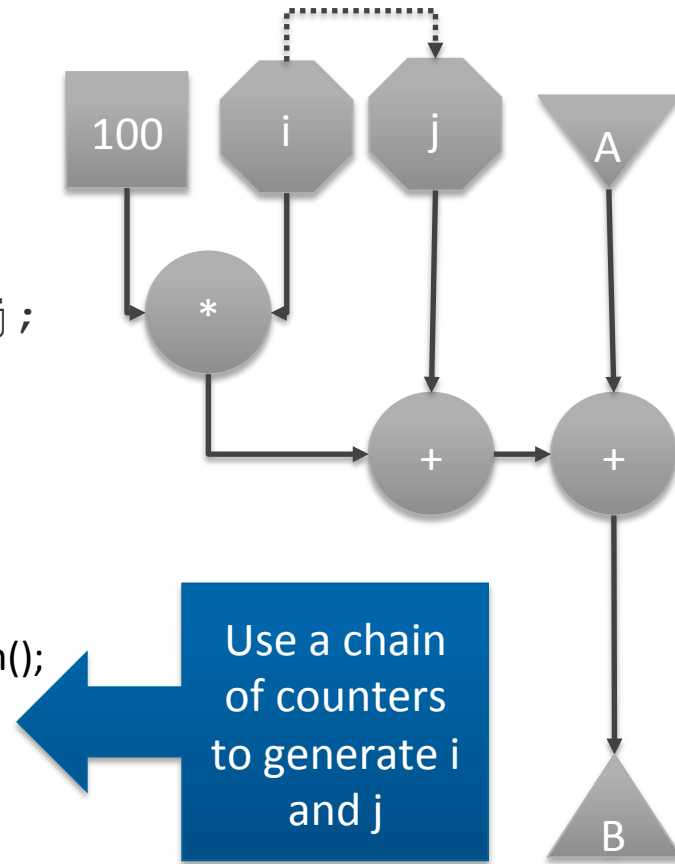 100
i
j
A
*
j ;
+
+
n();
Use a chain
of counters
to generate i
and j
B